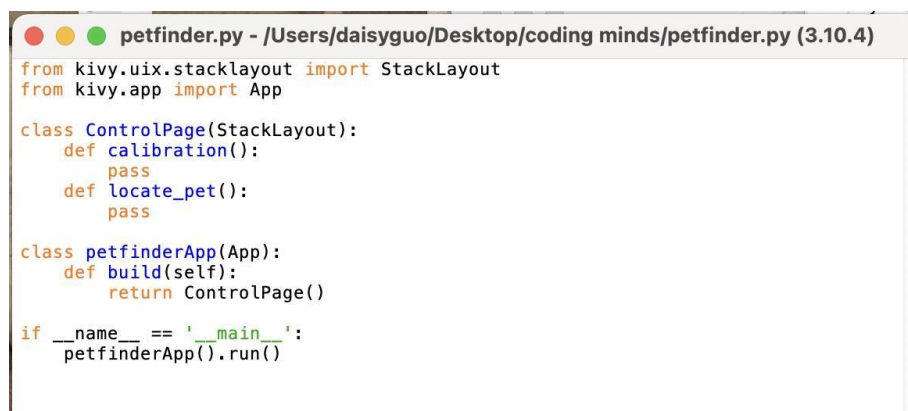 petfinder.py - /Users/daisyguo/Desktop/coding minds/petfinder.py (3.10.4)
from kivy.uix.stacklayout import StackLayout
from kivy.app import App

class ControlPage(StackLayout):
    def calibration():
        pass
    def locate_pet():
        pass

class petfinderApp(App):
    def build(self):
        return ControlPage()

if __name__ == '__main__':
    petfinderApp().run()